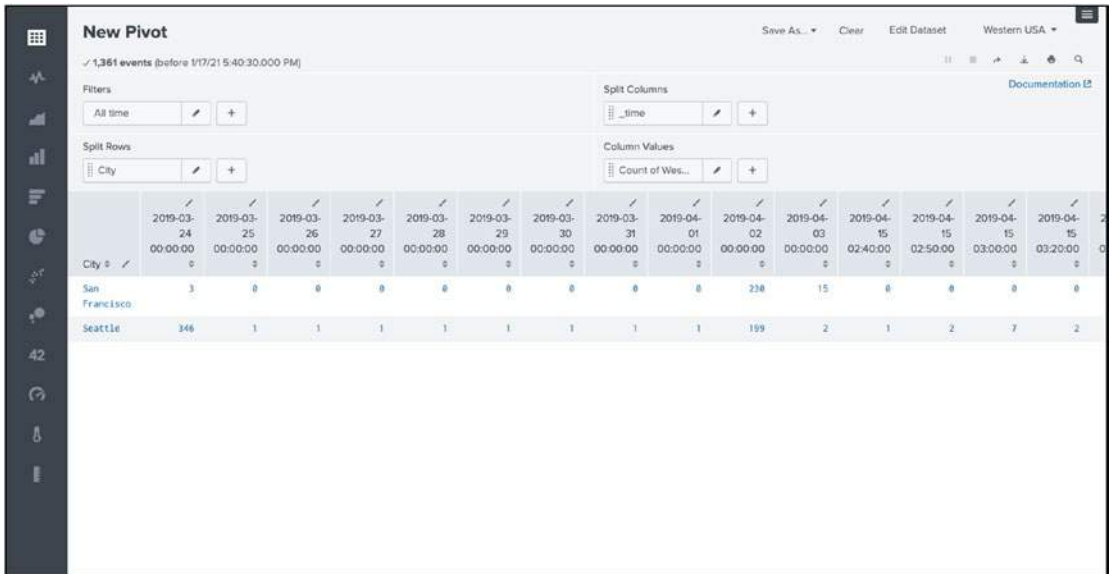 New Pivot
Save As... Clear Edit Dataset Western USA
✓ 1,361 events (before 1/17/21 5:40:30.000 PM)
Documentation
Filters Split Columns
All time + _time +
Split Rows Column Values
City + Count of Wes... +
2019-03- 2019-03- 2019-03- 2019-03- 2019-03- 2019-03- 2019-03- 2019-03- 2019-04- 2019-04- 2019-04- 2019-04- 2019-04- 2019-04- 2019-04- 2
24 25 26 27 28 29 30 31 01 02 03 15 15 15 15
00:00:00 00:00:00 00:00:00 00:00:00 00:00:00 00:00:00 00:00:00 00:00:00 00:00:00 00:00:00 00:00:00 02:40:00 02:50:00 03:00:00 03:20:00 0
City
San 3 0 0 0 0 0 0 0 0 230 15 0 0 0 0
Francisco
Seattle 346 1 1 1 1 1 1 1 1 199 2 1 2 7 2
42